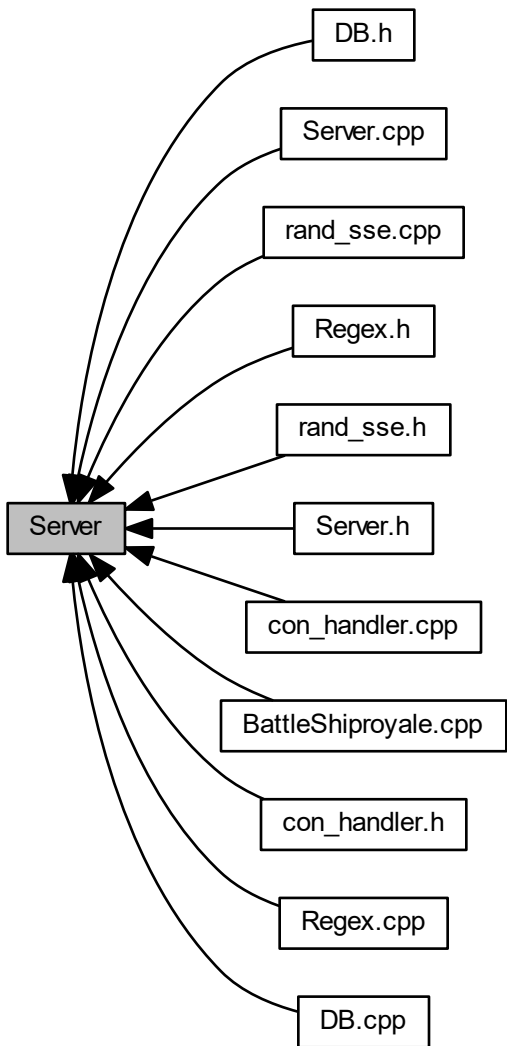 DB.h
Server.cpp
rand_sse.cpp
Regex.h
rand_sse.h
Server
Server.h
con_handler.cpp
BattleShiproyale.cpp
con_handler.h
Regex.cpp
DB.cpp